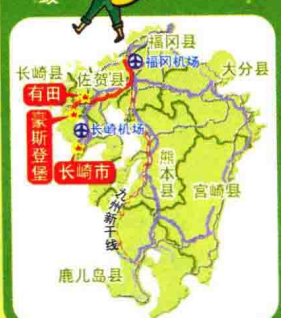 福冈县
福冈机场
长崎县
佐贺县
大分县
有田
豪斯登堡
长崎机场
长崎市
熊本县
宫崎县
九州新干线
鹿儿岛县